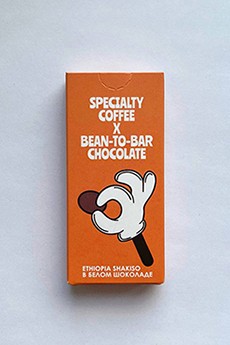 SPECIALTY
COFFEE
X
BEAN-TO-BAR
CHOCOLATE
ETHIOPIA SHAKISO
В БЕЛОМ ШОКОЛАДЕ